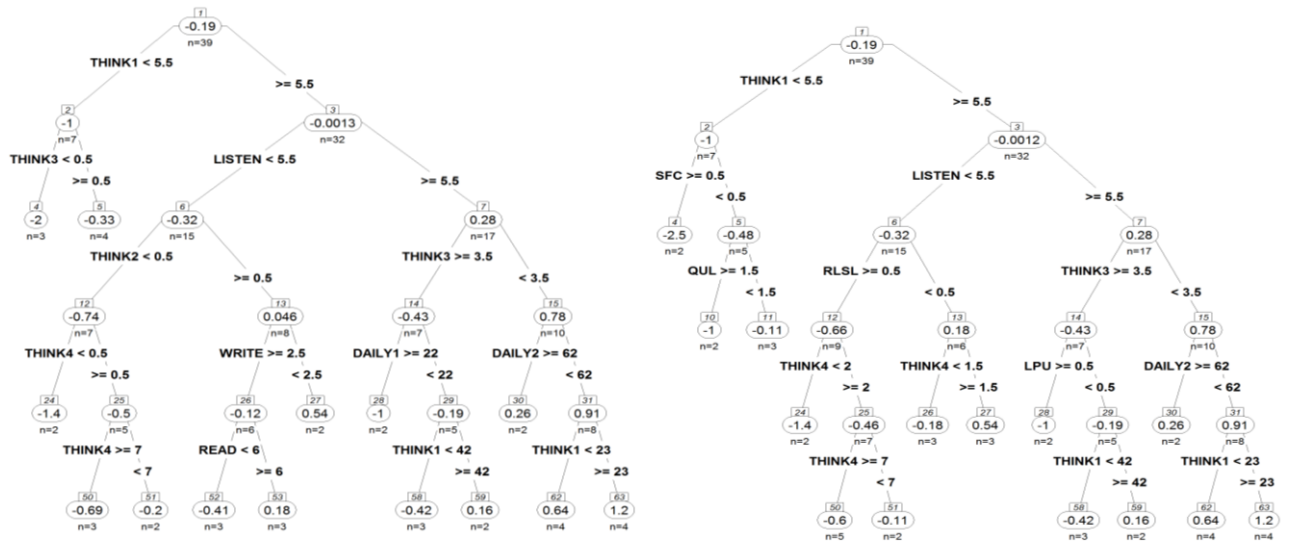 1
-0.19
n=39
THINK1 < 5.5
>= 5.5
2
-1
n=7
3
-0.0013
n=32
THINK3 < 0.5
>= 0.5
LISTEN < 5.5
>= 5.5
4
-2
n=3
5
-0.33
n=4
6
-0.32
n=15
7
0.28
n=17
THINK2 < 0.5
>= 0.5
THINK3 >= 3.5
< 3.5
12
-0.74
n=7
13
0.046
n=8
14
-0.43
n=7
15
0.78
n=10
THINK4 < 0.5
>= 0.5
WRITE >= 2.5
< 2.5
DAILY1 >= 22
< 22
DAILY2 >= 62
< 62
24
-1.4
n=2
25
-0.5
n=5
26
-0.12
n=6
27
0.54
n=2
28
-1
n=2
29
-0.19
n=5
30
0.26
n=2
31
0.91
n=8
THINK4 >= 7
< 7
READ < 6
>= 6
THINK1 < 42
>= 42
THINK1 < 23
>= 23
50
-0.69
n=3
51
-0.2
n=2
52
-0.41
n=3
53
0.18
n=3
58
-0.42
n=3
59
0.16
n=2
62
0.64
n=4
63
1.2
n=4
1
-0.19
n=39
THINK1 < 5.5
>= 5.5
2
-1
n=7
3
-0.0012
n=32
SFC >= 0.5
< 0.5
LISTEN < 5.5
>= 5.5
4
-2.5
n=2
5
-0.48
n=5
6
-0.32
n=15
7
0.28
n=17
QUL >= 1.5
< 1.5
RLSL >= 0.5
< 0.5
THINK3 >= 3.5
< 3.5
10
-1
n=2
11
-0.11
n=3
12
-0.66
n=9
13
0.18
n=6
14
-0.43
n=7
15
0.78
n=10
THINK4 < 2
>= 2
THINK4 < 1.5
>= 1.5
LPU >= 0.5
< 0.5
DAILY2 >= 62
< 62
24
-1.4
n=2
25
-0.46
n=7
26
-0.18
n=3
27
0.54
n=3
28
-1
n=2
29
-0.19
n=5
30
0.26
n=2
31
0.91
n=8
THINK4 >= 7
< 7
THINK1 < 42
>= 42
THINK1 < 23
>= 23
50
-0.6
n=5
51
-0.11
n=2
58
-0.42
n=3
59
0.16
n=2
62
0.64
n=4
63
1.2
n=4